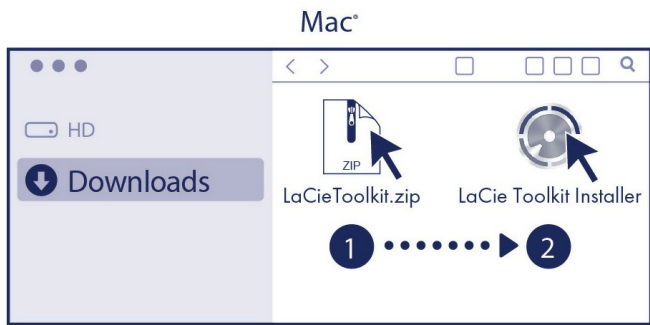 Mac®
HD
Downloads
ZIP
LaCieToolkit.zip
LaCie Toolkit Installer
1
2